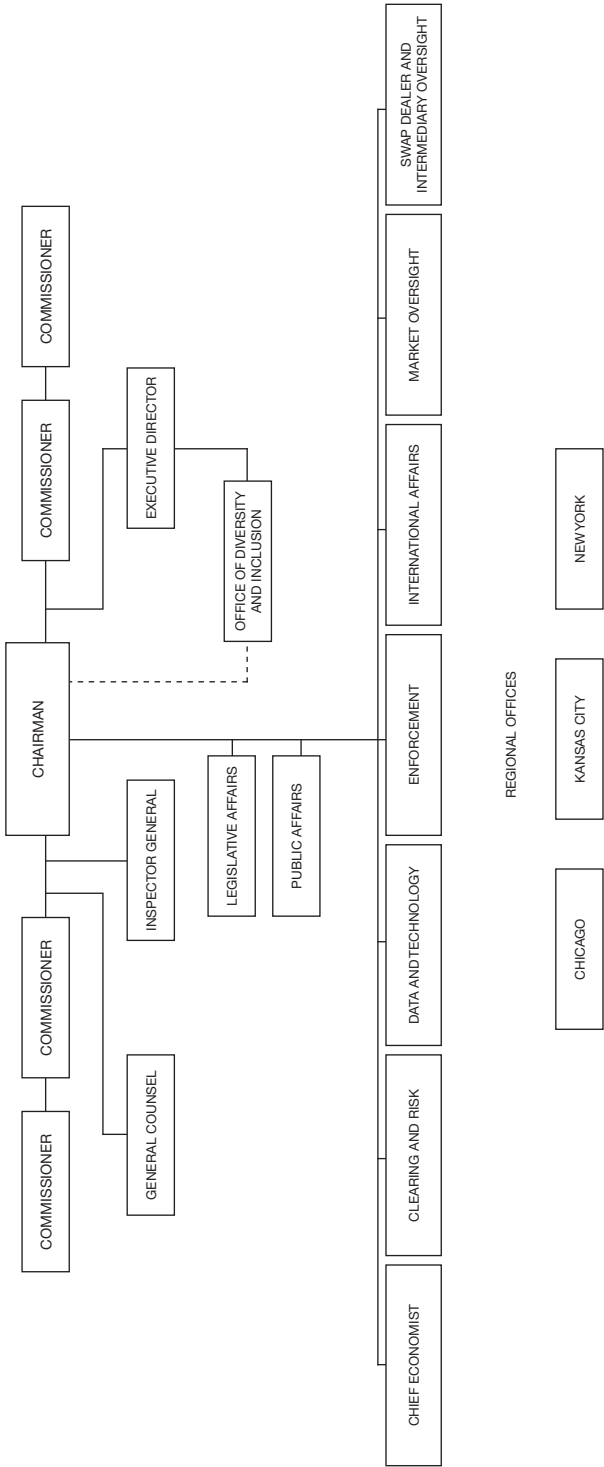 CHAIRMAN
COMMISSIONER
COMMISSIONER
COMMISSIONER
COMMISSIONER
GENERAL COUNSEL
INSPECTOR GENERAL
EXECUTIVE DIRECTOR
LEGISLATIVE AFFAIRS
OFFICE OF DIVERSITY
AND INCLUSION
PUBLIC AFFAIRS
CHIEF ECONOMIST
CLEARING AND RISK
DATA AND TECHNOLOGY
ENFORCEMENT
INTERNATIONAL AFFAIRS
MARKET OVERSIGHT
SWAP DEALER AND
INTERMEDIARY OVERSIGHT
REGIONAL OFFICES
CHICAGO
KANSAS CITY
NEW YORK